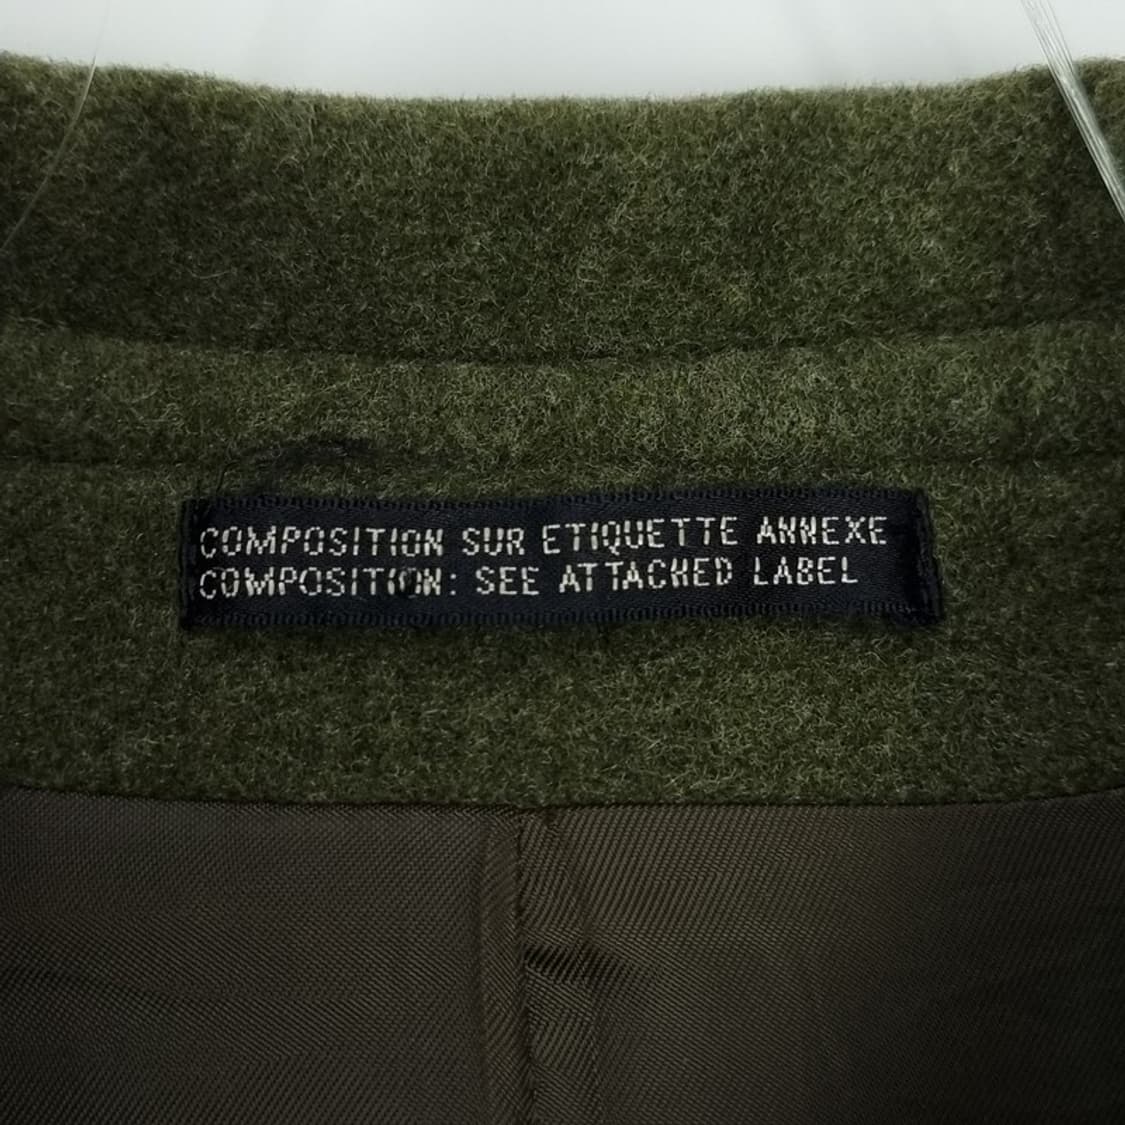 COMPOSITION SUR ETIQUETTE ANNEXE
COMPOSITION: SEE ATTACHED LABEL